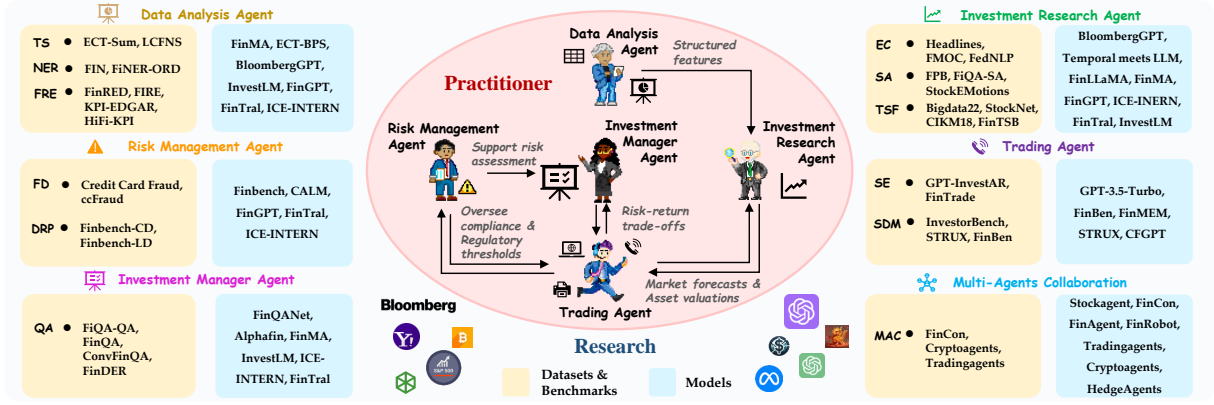 Data Analysis Agent
TS ● ECT-Sum, LCFNS
NER ● FIN, FiNER-ORD
FRE ● FinRED, FIRE,
KPI-EDGAR,
HiFi-KPI
FinMA, ECT-BPS,
BloombergGPT,
InvestLM, FinGPT,
FinTral, ICE-INTERN
Risk Management Agent
FD ● Credit Card Fraud,
ccFraud
DRP ● Finbench-CD,
Finbench-LD
Finbench, CALM,
FinGPT, FinTral,
ICE-INTERN
Investment Manager Agent
QA ● FiQA-QA,
FinQA,
ConvFinQA,
FinDER
FinQANet,
Alphafin, FinMA,
InvestLM, ICE-
INTERN, FinTral
Practitioner
Data Analysis
Agent
Structured
features
Risk Management
Agent
Support risk
assessment
Investment
Manager
Agent
Investment
Research
Agent
Oversee
compliance &
Regulatory
thresholds
Risk-return
trade-offs
Market forecasts &
Asset valuations
Trading Agent
Research
Bloomberg
Y!
S&P 500
Datasets &
Benchmarks
Models
Investment Research Agent
EC ● Headlines,
FMOC, FedNLP
SA ● FPB, FiQA-SA,
StockEMotions
TSF ● Bigdata22, StockNet,
CIKM18, FinTSB
BloombergGPT,
Temporal meets LLM,
FinLLaMA, FinMA,
FinGPT, ICE-INERN,
FinTral, InvestLM
Trading Agent
SE ● GPT-InvestAR,
FinTrade
SDM ● InvestorBench,
STRUX, FinBen
GPT-3.5-Turbo,
FinBen, FinMEM,
STRUX, CFGPT
Multi-Agents Collaboration
MAC ● FinCon,
Cryptoagents,
Tradingagents
Stockagent, FinCon,
FinAgent, FinRobot,
Tradingagents,
Cryptoagents,
HedgeAgents